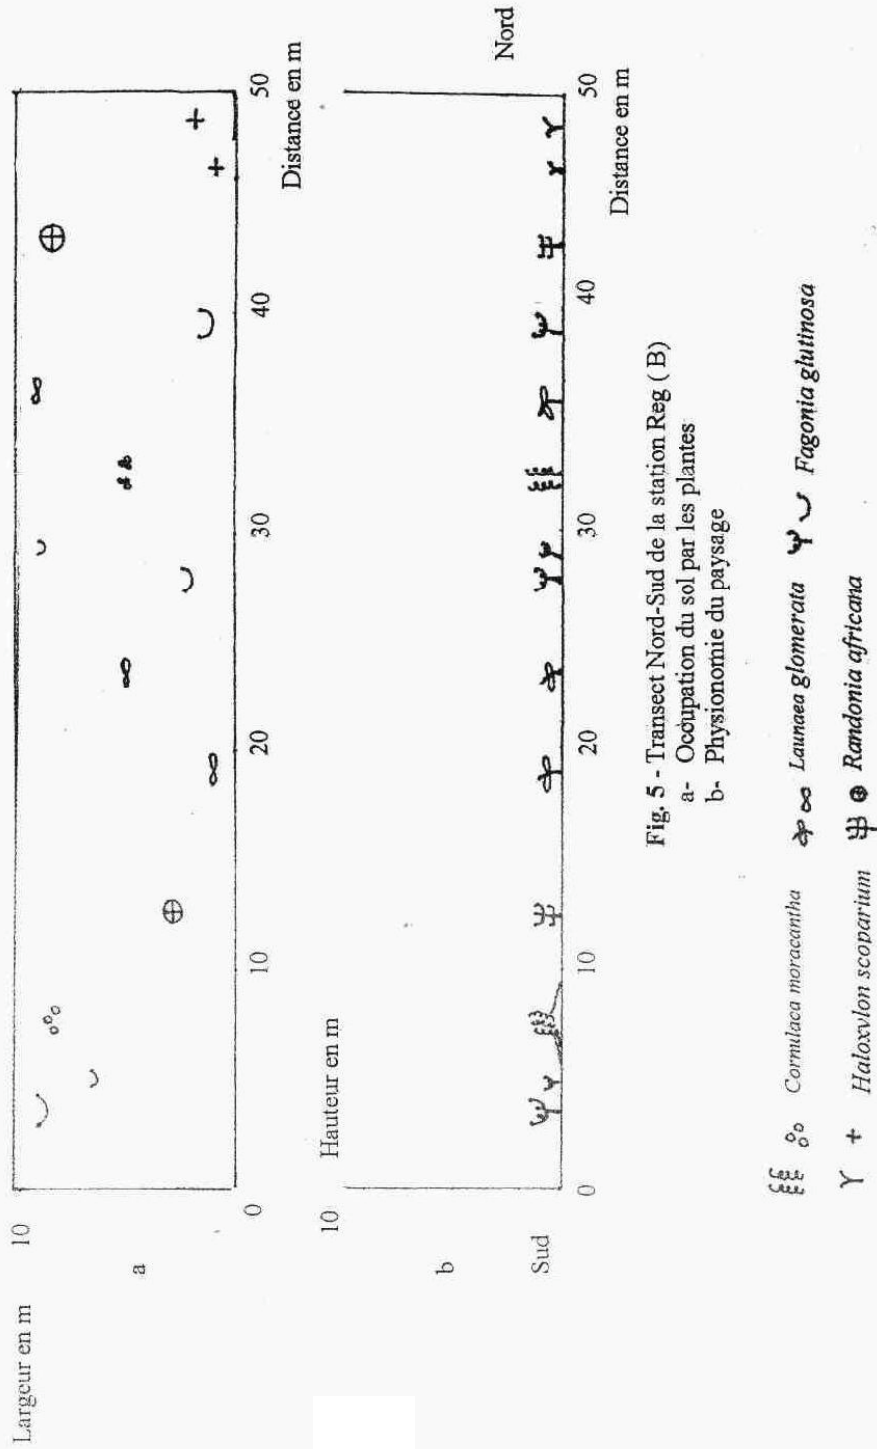 Largeur en m
10
a
0
10
20
30
40
50
Distance en m
Hauteur en m
10
b
Sud
Nord
0
10
20
30
40
50
Distance en m
Fig. 5 - Transect Nord-Sud de la station Reg ( B)
a- Occupation du sol par les plantes
b- Physionomie du paysage
Cornulaca moracantha
Launaea glomerata
Fagonia glutinosa
Haloxvlon scoparium
Randonia africana